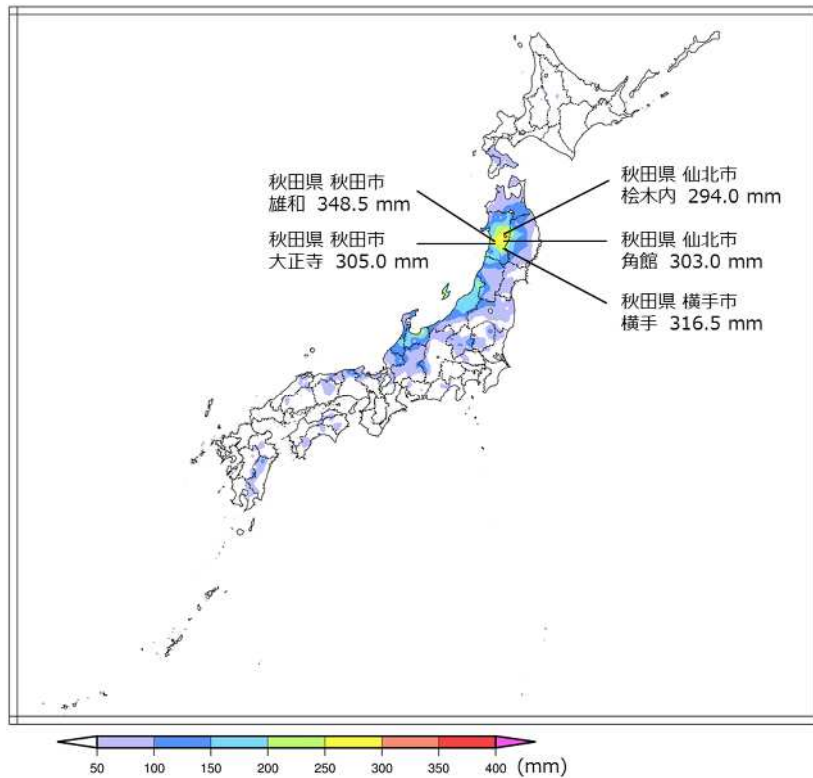 秋田県 秋田市
雄和 348.5 mm
秋田県 仙北市
桧木内 294.0 mm
秋田県 秋田市
大正寺 305.0 mm
秋田県 仙北市
角館 303.0 mm
秋田県 横手市
横手 316.5 mm
50 100 150 200 250 300 350 400 (mm)